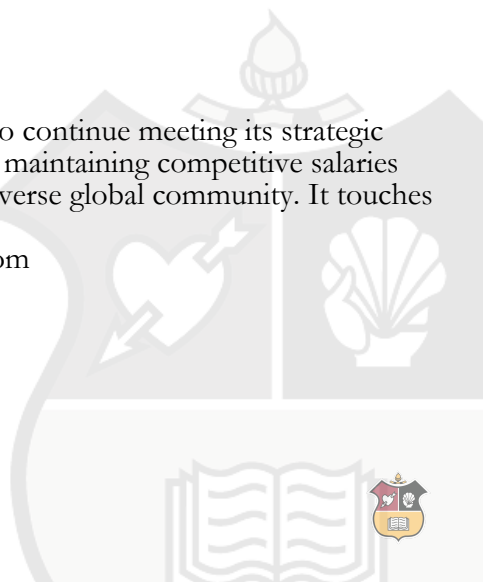 o continue meeting its strategic
maintaining competitive salaries
verse global community. It touches
om